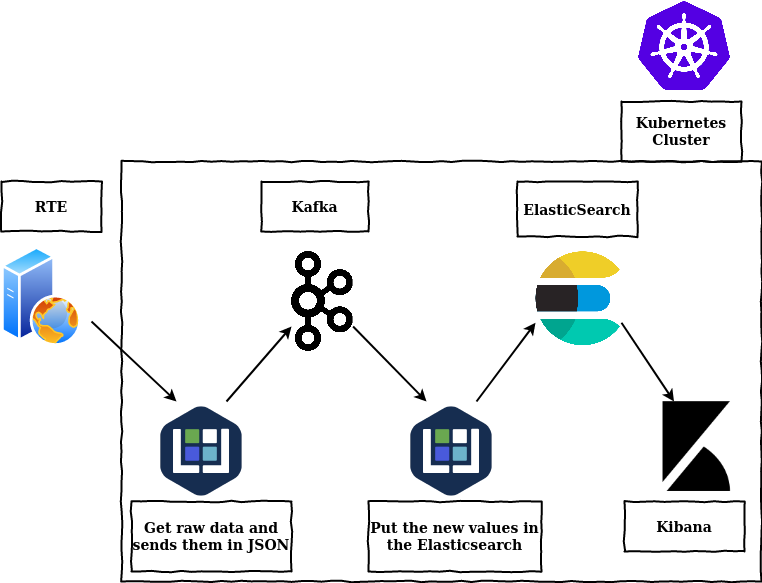 Kubernetes
Cluster
RTE
Kafka
ElasticSearch
Get raw data and
sends them in JSON
Put the new values in
the Elasticsearch
Kibana